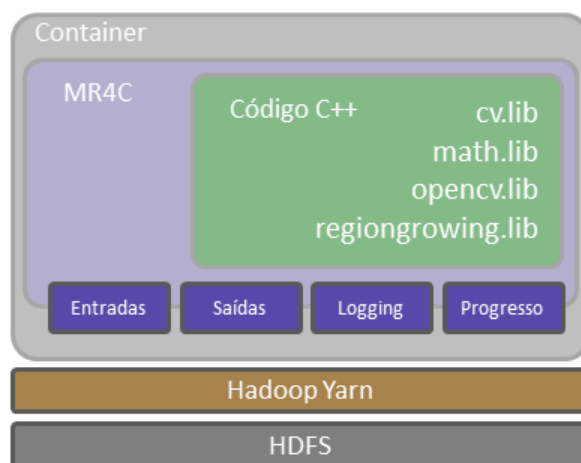 Container
MR4C
Código C++ cv.lib
math.lib
opencv.lib
regiongrowing.lib
Entradas Saídas Logging Progresso
Hadoop Yarn
HDFS